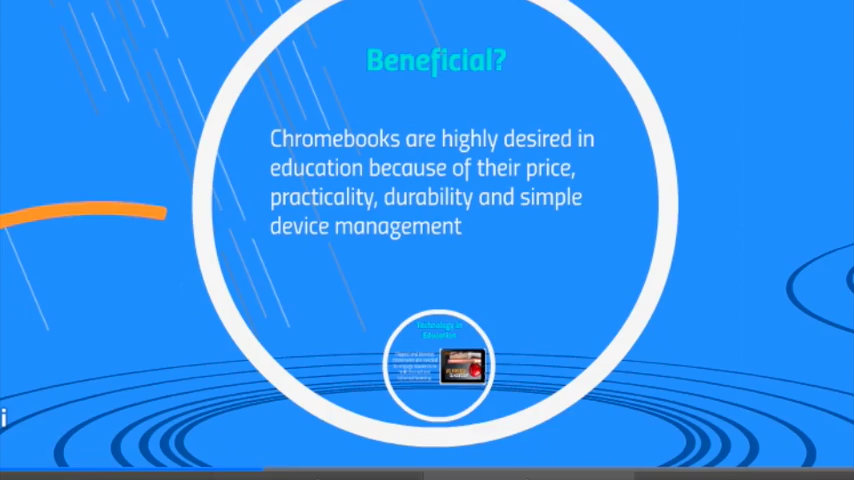 Beneficial?
Chromebooks are highly desired in
education because of their price,
practicality, durability and simple
device management
Technology in
Education
i